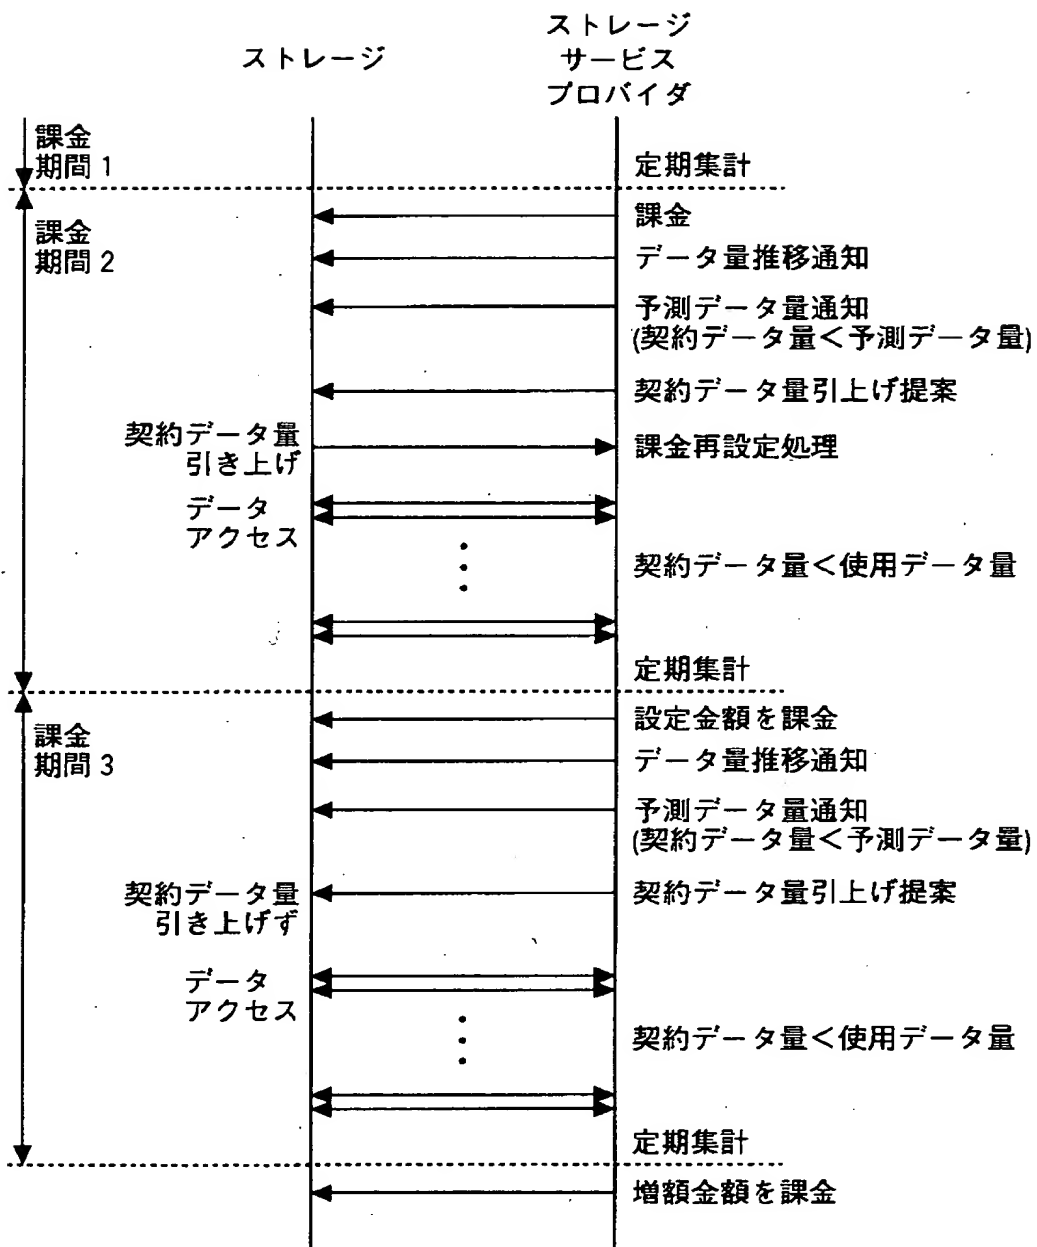 ストレージ
ストレージ
サービス
プロバイダ
課金
期間 1
定期集計
課金
課金
期間 2
データ量推移通知
予測データ量通知
(契約データ量＜予測データ量)
契約データ量引上げ提案
契約データ量
引き上げ
課金再設定処理
データ
アクセス
契約データ量＜使用データ量
定期集計
設定金額を課金
課金
期間 3
データ量推移通知
予測データ量通知
(契約データ量＜予測データ量)
契約データ量
引き上げず
契約データ量引上げ提案
データ
アクセス
契約データ量＜使用データ量
定期集計
増額金額を課金